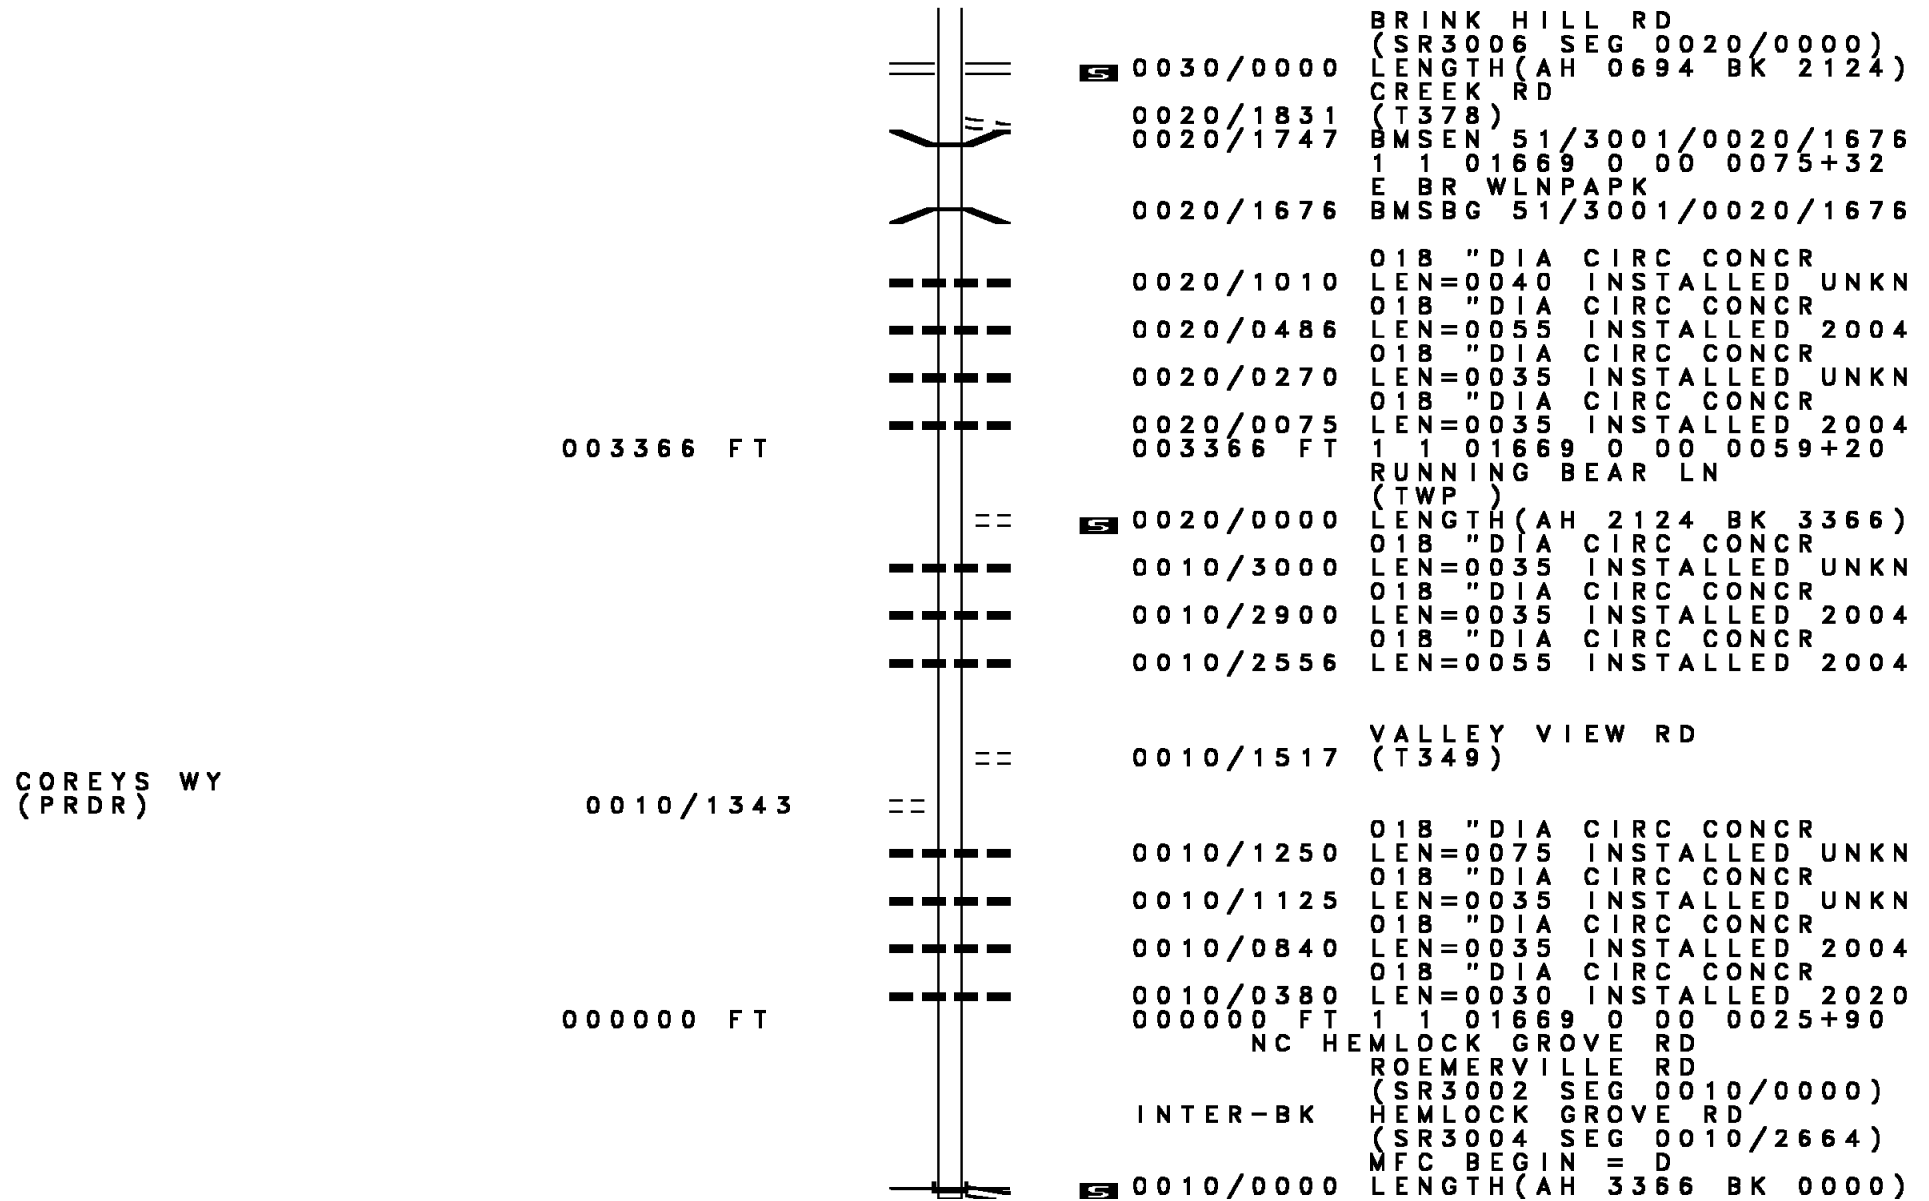 BRINK HILL RD
(SR3006 SEG 0020/0000)
S 0030/0000 LENGTH(AH 0694 BK 2124)
CREEK RD
0020/1831 (T378)
0020/1747 BMSEN 51/3001/0020/1676
1 1 01669 0 00 0075+32
E BR WLNPAPK
0020/1676 BMSBG 51/3001/0020/1676
018 "DIA CIRC CONCR
0020/1010 LEN=0040 INSTALLED UNKN
018 "DIA CIRC CONCR
0020/0486 LEN=0055 INSTALLED 2004
018 "DIA CIRC CONCR
0020/0270 LEN=0035 INSTALLED UNKN
018 "DIA CIRC CONCR
0020/0075 LEN=0035 INSTALLED 2004
003366 FT 003366 FT 1 1 01669 0 00 0059+20
RUNNING BEAR LN
(TWP )
S 0020/0000 LENGTH(AH 2124 BK 3366)
018 "DIA CIRC CONCR
0010/3000 LEN=0035 INSTALLED UNKN
018 "DIA CIRC CONCR
0010/2900 LEN=0035 INSTALLED 2004
018 "DIA CIRC CONCR
0010/2556 LEN=0055 INSTALLED 2004
VALLEY VIEW RD
0010/1517 (T349)
COREYS WY
(PRDR) 0010/1343
018 "DIA CIRC CONCR
0010/1250 LEN=0075 INSTALLED UNKN
018 "DIA CIRC CONCR
0010/1125 LEN=0035 INSTALLED UNKN
018 "DIA CIRC CONCR
0010/0840 LEN=0035 INSTALLED 2004
018 "DIA CIRC CONCR
0010/0380 LEN=0030 INSTALLED 2020
000000 FT 000000 FT 1 1 01669 0 00 0025+90
NC HEMLOCK GROVE RD
ROEMERVILLE RD
(SR3002 SEG 0010/0000)
INTER-BK HEMLOCK GROVE RD
(SR3004 SEG 0010/2664)
MFC BEGIN = D
S 0010/0000 LENGTH(AH 3366 BK 0000)